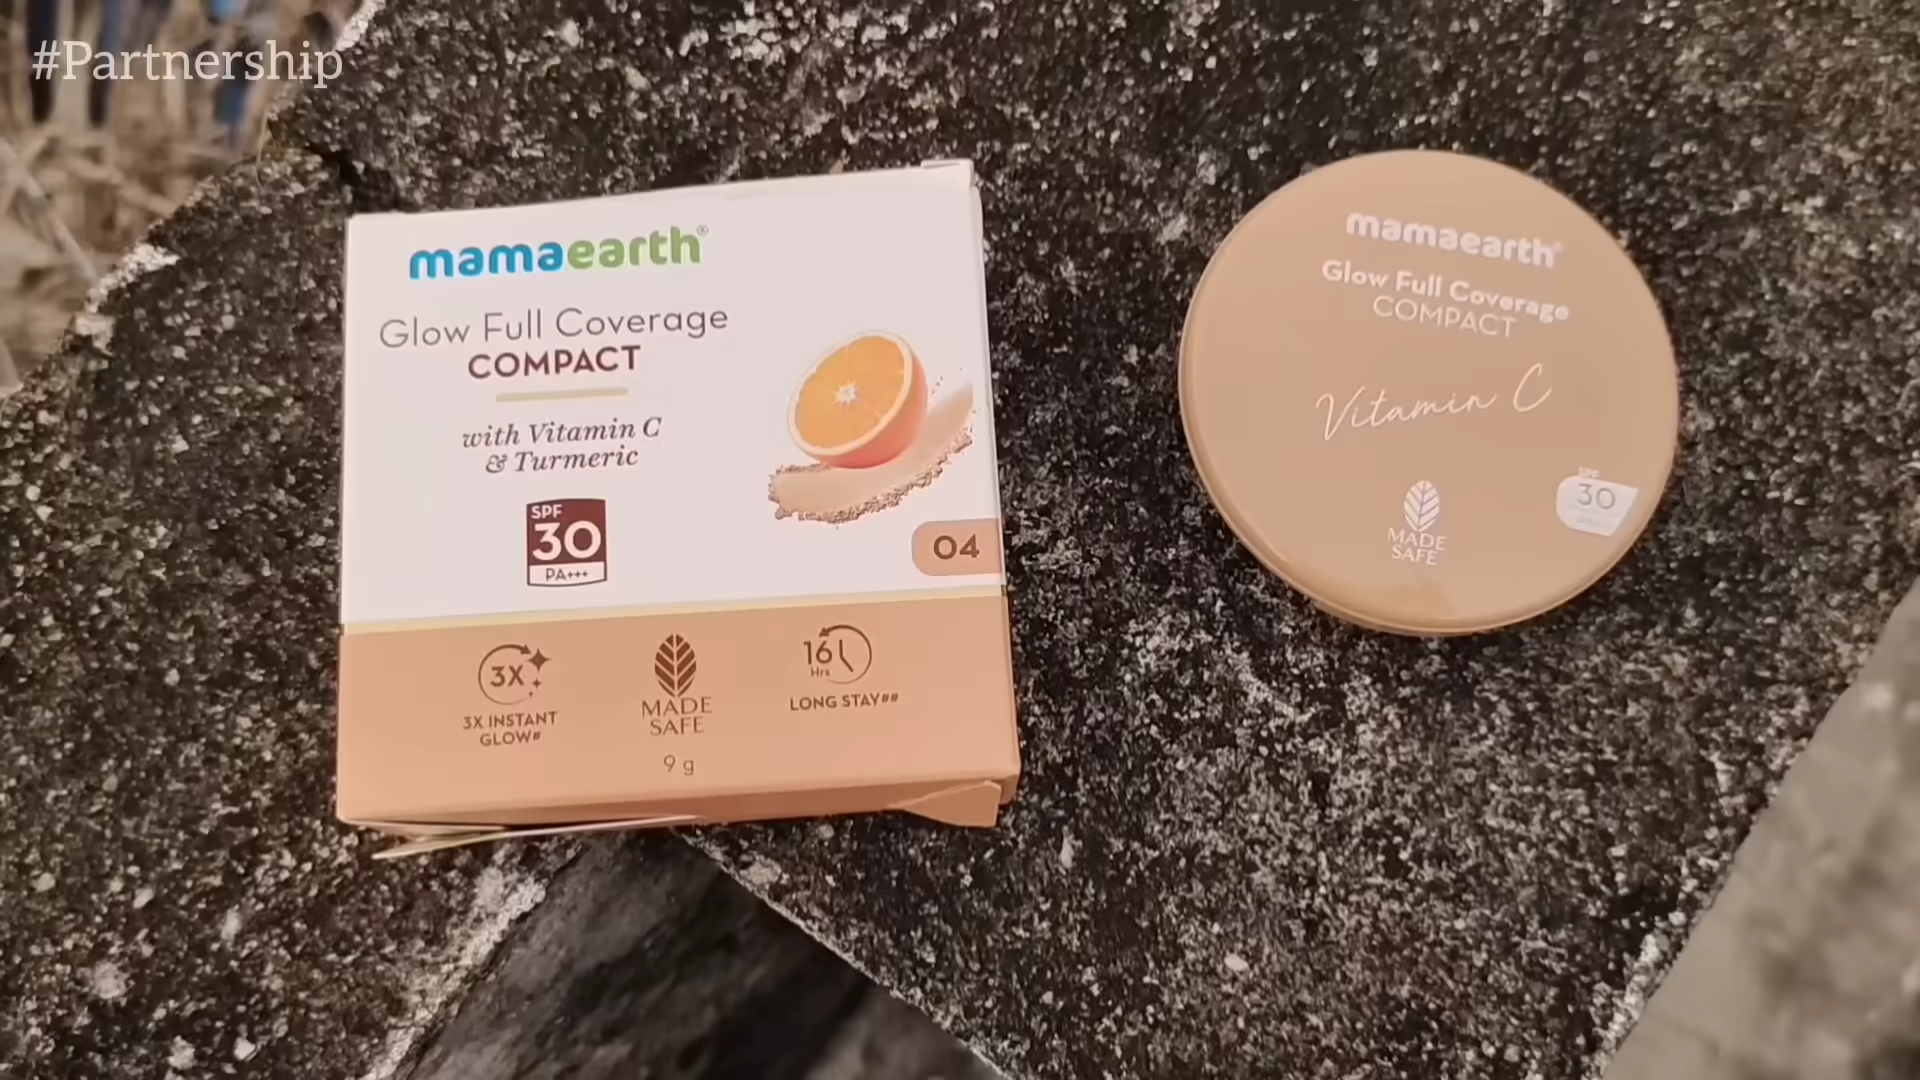 #Partnership
mamaearth®
Glow Full Coverage
COMPACT
with Vitamin C
& Turmeric
SPF
30
PA+++
04
3X
3X INSTANT
GLOW#
MADE
SAFE
9 g
16
Hrs
LONG STAY##
mamaearth®
Glow Full Coverage
COMPACT
Vitamin C
MADE
SAFE
SPF
30